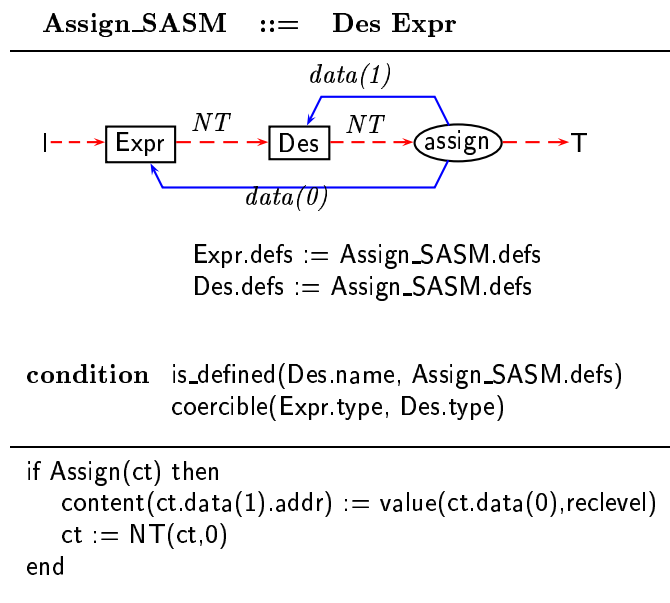 Assign_SASM ::= Des Expr
data(1)
I Expr NT Des NT assign T
data(0)
Expr.defs := Assign_SASM.defs
Des.defs := Assign_SASM.defs
condition is_defined(Des.name, Assign_SASM.defs)
coercible(Expr.type, Des.type)
if Assign(ct) then
content(ct.data(1).addr) := value(ct.data(0),reclevel)
ct := NT(ct,0)
end